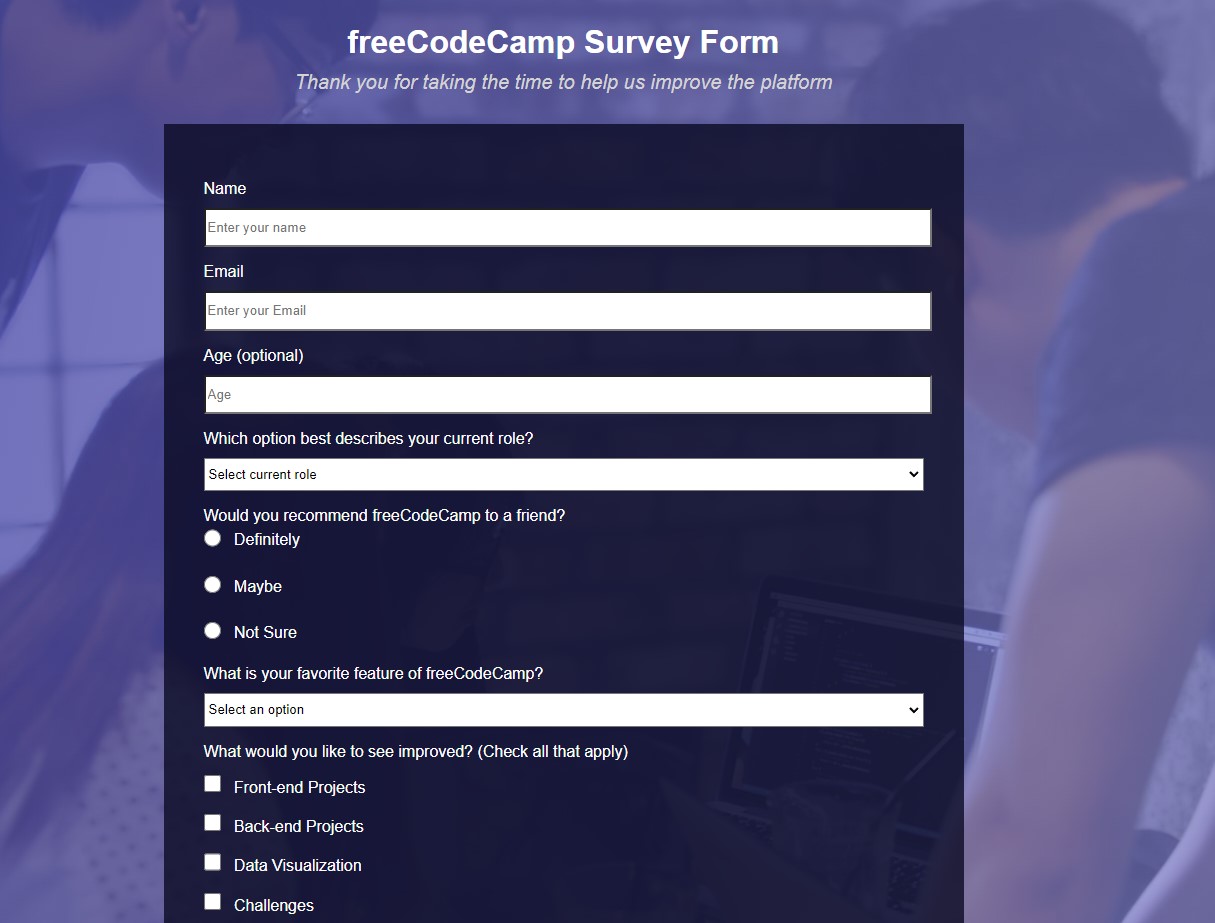 freeCodeCamp Survey Form
Thank you for taking the time to help us improve the platform
Name
Enter your name
Email
Enter your Email
Age (optional)
Age
Which option best describes your current role?
Select current role
Would you recommend freeCodeCamp to a friend?
Definitely
Maybe
Not Sure
What is your favorite feature of freeCodeCamp?
Select an option
What would you like to see improved? (Check all that apply)
Front-end Projects
Back-end Projects
Data Visualization
Challenges